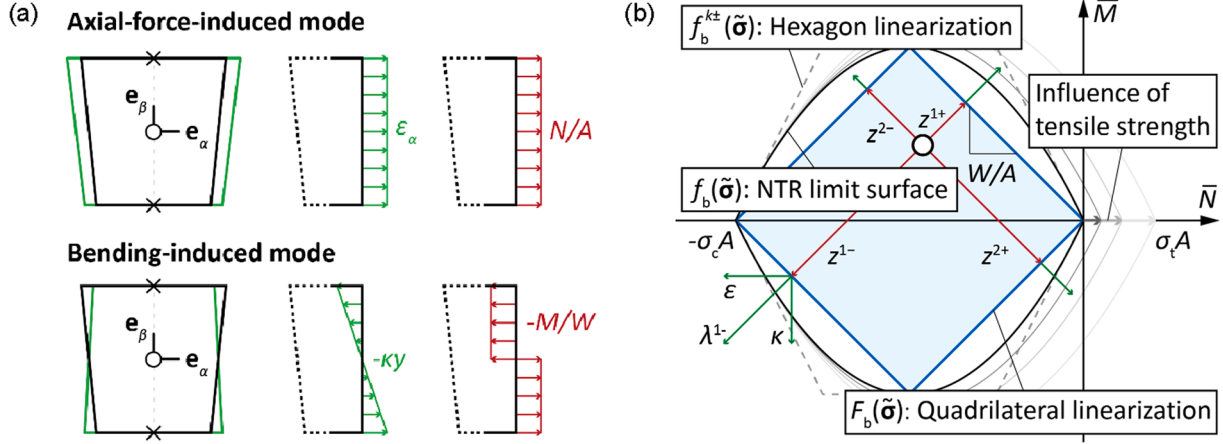 (a)
Axial-force-induced mode
e_β
e_α
ε_α
N/A
Bending-induced mode
e_β
e_α
-κy
-M/W
(b)
f_b^{k±}(σ̃): Hexagon linearization
M̄
Influence of
tensile strength
z^{2-}
z^{1+}
W/A
f_b(σ̃): NTR limit surface
N̄
-σ_cA
σ_tA
z^{1-}
z^{2+}
ε
λ^{1-}
κ
F_b(σ̃): Quadrilateral linearization